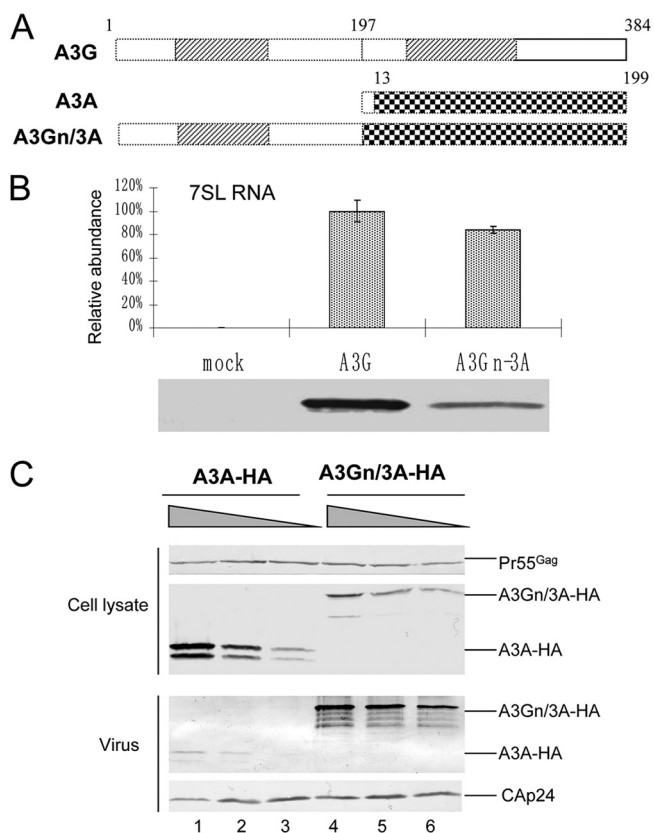 A
1 197 384
A3G
13 199
A3A
A3Gn/3A
B
7SL RNA
Relative abundance
120%
100%
80%
60%
40%
20%
0%
mock A3G A3Gn-3A
C
A3A-HA A3Gn/3A-HA
Pr55Gag
Cell lysate
A3Gn/3A-HA
A3A-HA
Virus
A3Gn/3A-HA
A3A-HA
CAp24
1 2 3 4 5 6